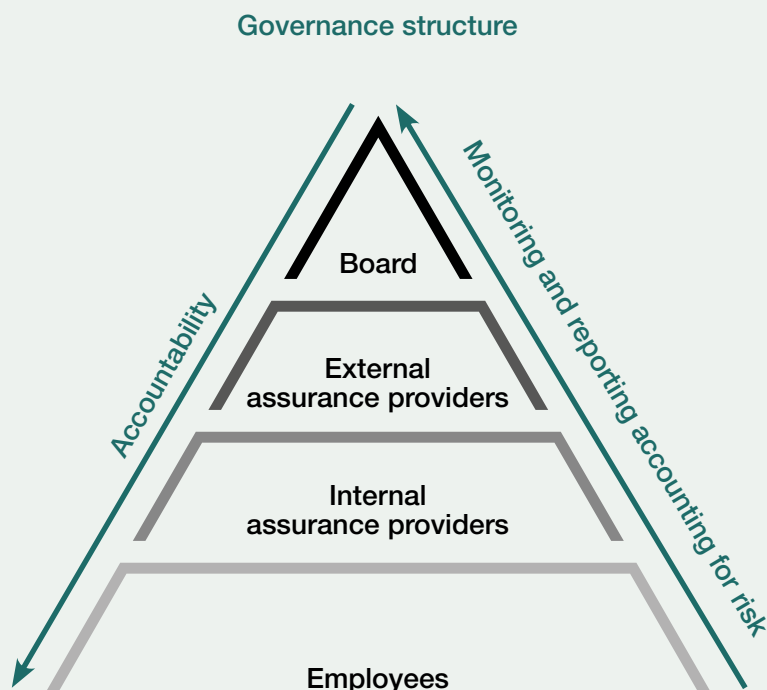 Governance structure
Board
External
assurance providers
Internal
assurance providers
Employees
Accountability
Monitoring and reporting accounting for risk